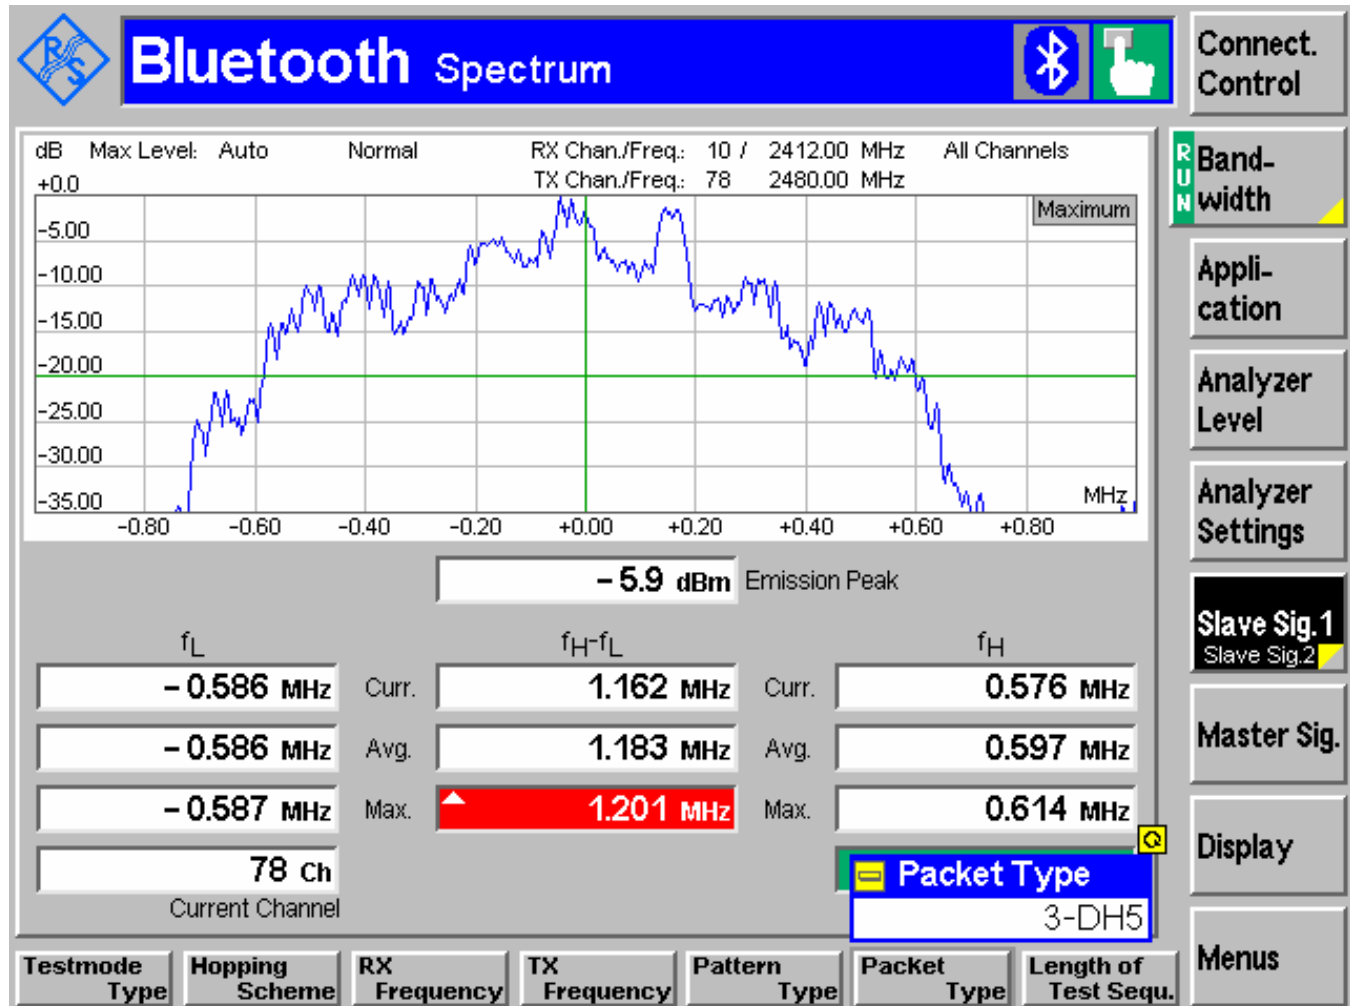 R S
Bluetooth Spectrum
Connect.
Control
dB Max Level: Auto Normal RX Chan./Freq.: 10 / 2412.00 MHz All Channels
TX Chan./Freq.: 78 2480.00 MHz
+0.0
Maximum
-5.00
-10.00
-15.00
-20.00
-25.00
-30.00
-35.00
MHz
-0.80 -0.60 -0.40 -0.20 +0.00 +0.20 +0.40 +0.60 +0.80
-5.9 dBm Emission Peak
fL fH-fL fH
-0.586 MHz Curr. 1.162 MHz Curr. 0.576 MHz
-0.586 MHz Avg. 1.183 MHz Avg. 0.597 MHz
-0.587 MHz Max. 1.201 MHz Max. 0.614 MHz
78 Ch
Current Channel
Packet Type
3-DH5
RUN
Band-
width
Appli-
cation
Analyzer
Level
Analyzer
Settings
Slave Sig.1
Slave Sig.2
Master Sig.
Display
Menus
Testmode
Type
Hopping
Scheme
RX
Frequency
TX
Frequency
Pattern
Type
Packet
Type
Length of
Test Sequ.